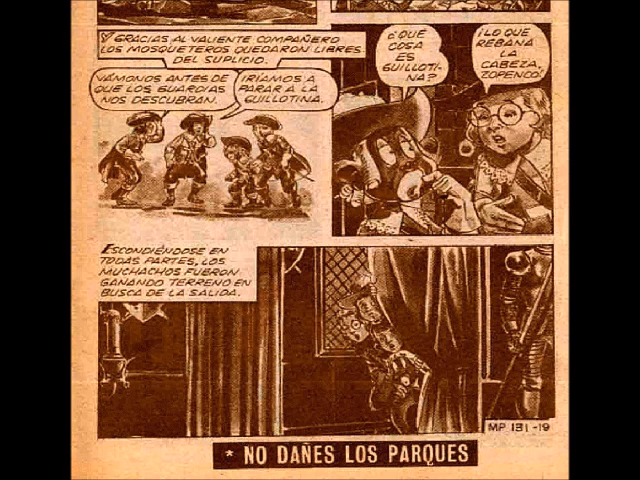 Y GRACIAS AL VALIENTE COMPAÑERO
LOS MOSQUETEROS QUEDARON LIBRES
DEL SUPLICIO.
VÁMONOS ANTES DE
QUE LOS GUARDIAS
NOS DESCUBRAN.
IRÍAMOS A
PARAR A LA
GUILLOTINA.
¿QUÉ
COSA
ES
GUILLOTI-
NA?
¡LO QUE
REBANA
LA
CABEZA,
ZOPENCO!
ESCONDIÉNDOSE EN
TODAS PARTES, LOS
MUCHACHOS FUERON
GANANDO TERRENO EN
BUSCA DE LA SALIDA.
MP 131-19
* NO DAÑES LOS PARQUES